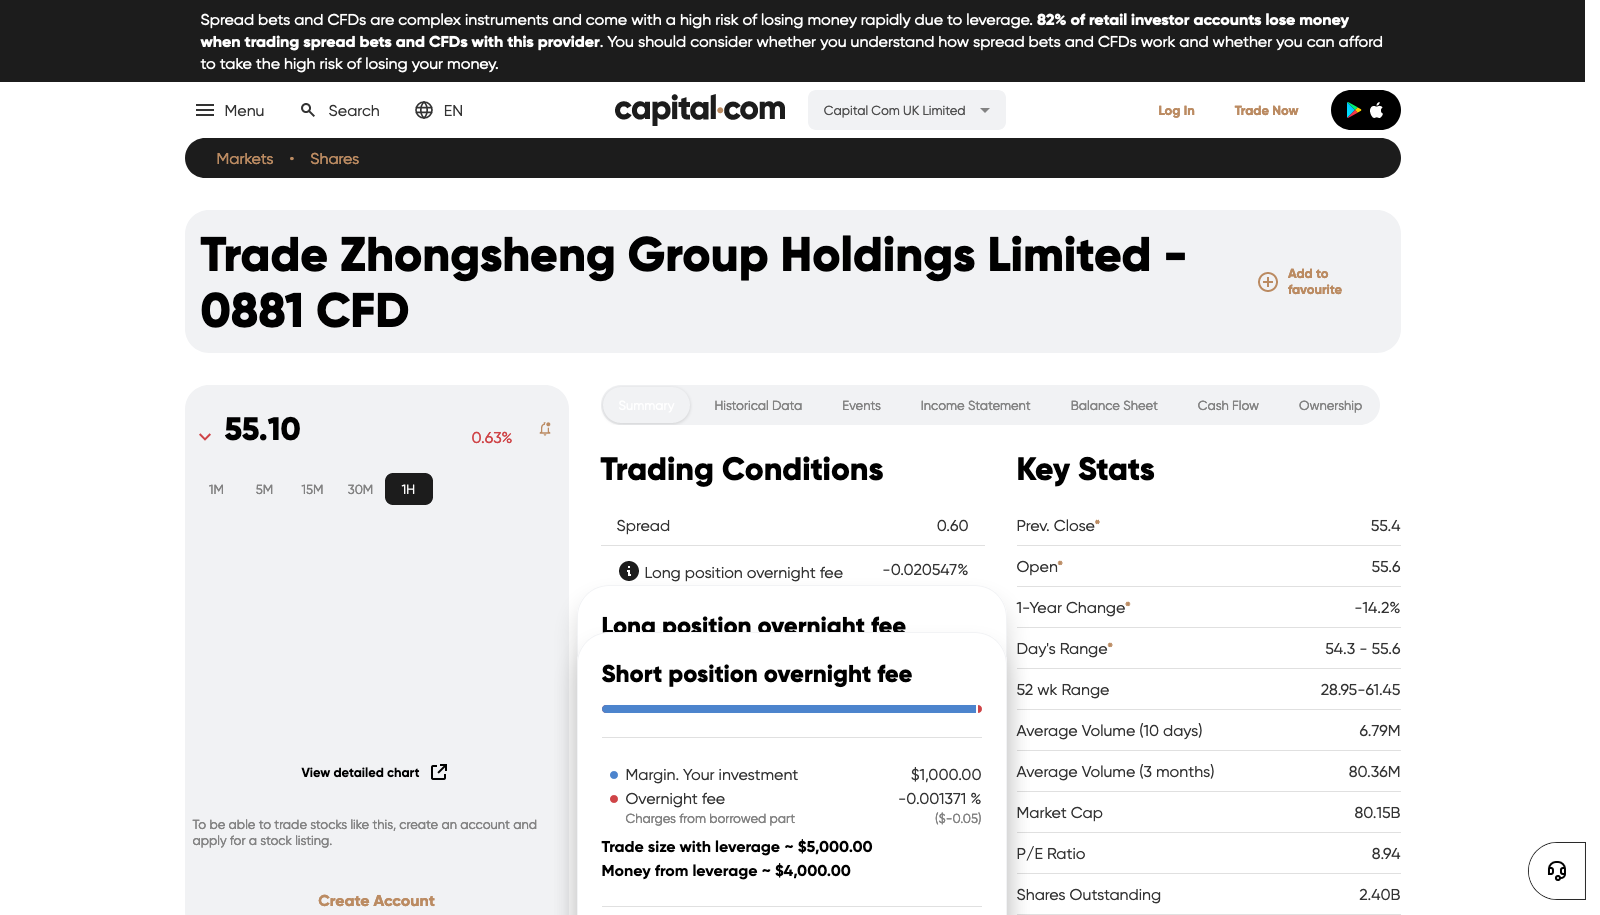 Spread bets and CFDs are complex instruments and come with a high risk of losing money rapidly due to leverage. 82% of retail investor accounts lose money
when trading spread bets and CFDs with this provider. You should consider whether you understand how spread bets and CFDs work and whether you can afford
to take the high risk of losing your money.
Menu
Search
EN
capital.com
Capital Com UK Limited
Log In
Trade Now
Markets • Shares
Trade Zhongsheng Group Holdings Limited -
0881 CFD
Add to
favourite
55.10
0.63%
1M 5M 15M 30M 1H
View detailed chart
To be able to trade stocks like this, create an account and
apply for a stock listing.
Create Account
Summary Historical Data Events Income Statement Balance Sheet Cash Flow Ownership
Trading Conditions
Spread 0.60
Long position overnight fee -0.020547%
Long position overnight fee
Short position overnight fee
Margin. Your investment $1,000.00
Overnight fee -0.001371 %
Charges from borrowed part ($-0.05)
Trade size with leverage ~ $5,000.00
Money from leverage ~ $4,000.00
Key Stats
Prev. Close* 55.4
Open* 55.6
1-Year Change* -14.2%
Day's Range* 54.3 - 55.6
52 wk Range 28.95-61.45
Average Volume (10 days) 6.79M
Average Volume (3 months) 80.36M
Market Cap 80.15B
P/E Ratio 8.94
Shares Outstanding 2.40B